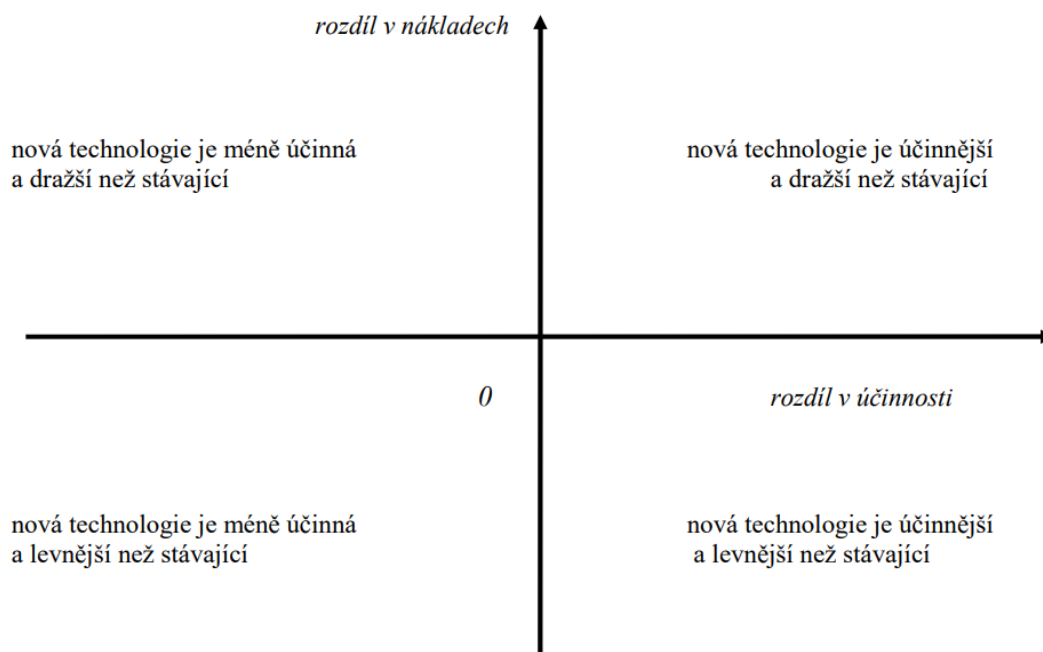 rozdíl v nákladech
nová technologie je méně účinná
a dražší než stávající
nová technologie je účinnější
a dražší než stávající
0
rozdíl v účinnosti
nová technologie je méně účinná
a levnější než stávající
nová technologie je účinnější
a levnější než stávající